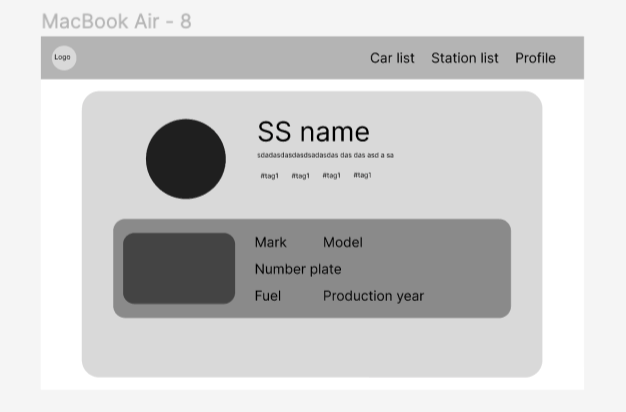 MacBook Air - 8
Logo
Car list Station list Profile
SS name
sdadasdasdasdsadasdas das das asd a sa
#tag1 #tag1 #tag1 #tag1
Mark Model
Number plate
Fuel Production year